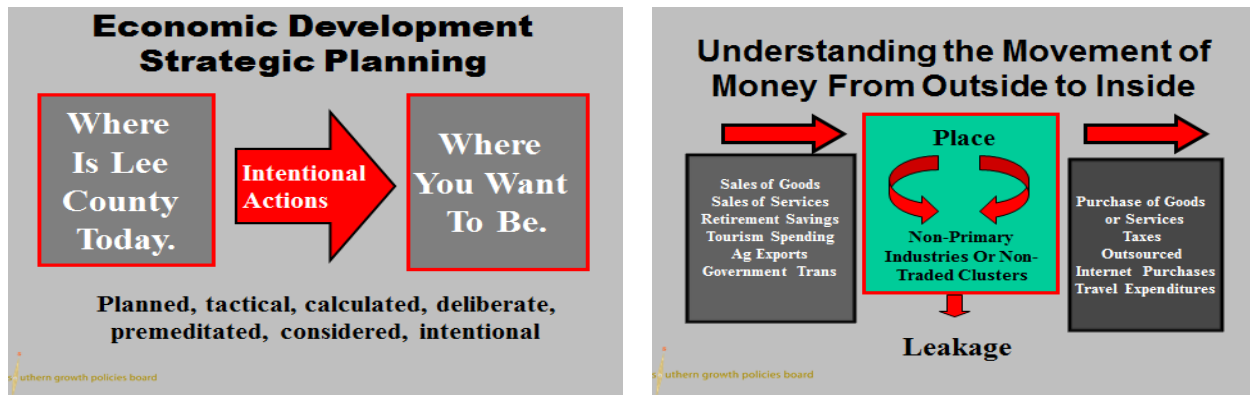 Economic Development
Strategic Planning
Where
Is Lee
County
Today.
Intentional
Actions
Where
You Want
To Be.
Planned, tactical, calculated, deliberate,
premeditated, considered, intentional
southern growth policies board
Understanding the Movement of
Money From Outside to Inside
Sales of Goods
Sales of Services
Retirement Savings
Tourism Spending
Ag Exports
Government Trans
Place
Non-Primary
Industries Or Non-
Traded Clusters
Purchase of Goods
or Services
Taxes
Outsourced
Internet Purchases
Travel Expenditures
Leakage
southern growth policies board